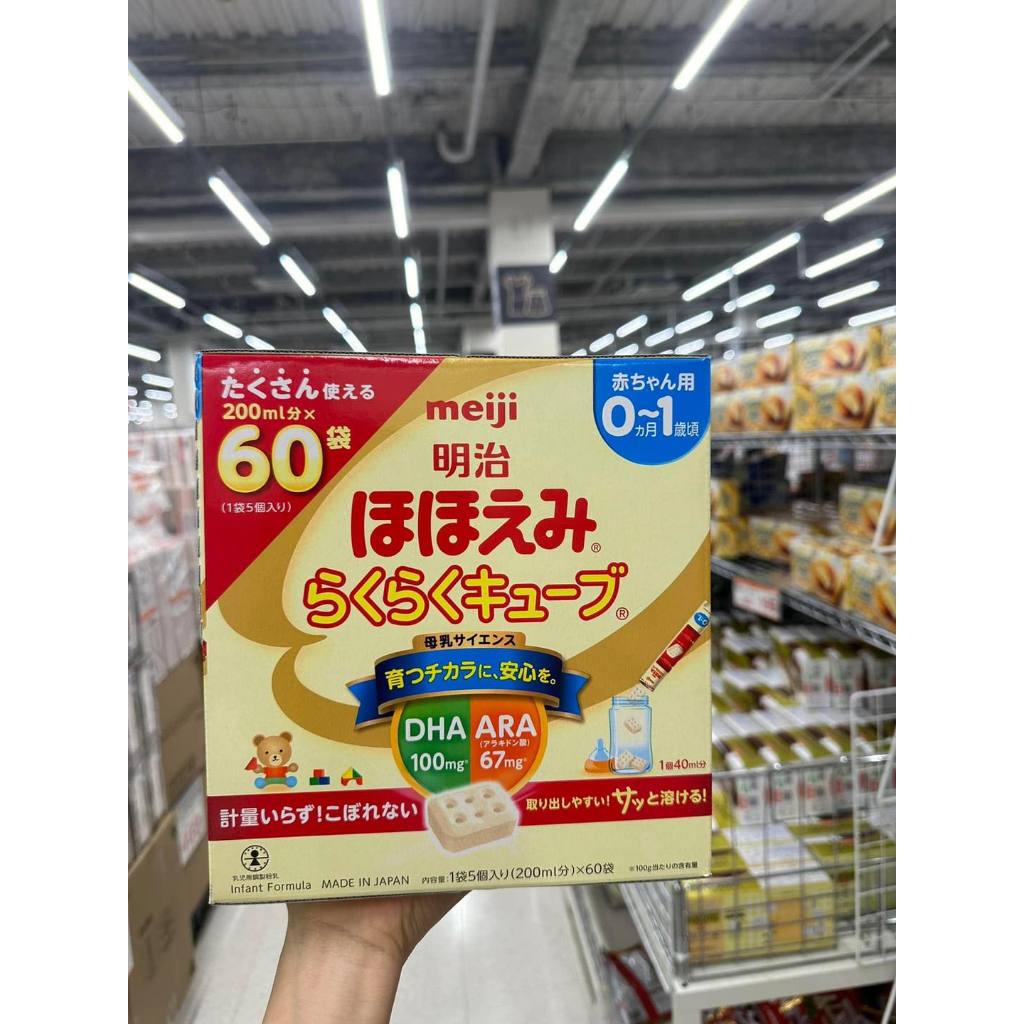 たくさん使える
200ml分×
60袋
(1袋5個入り)
meiji
明治
ほほえみ®
らくらくキューブ®
赤ちゃん用
0ヵ月~1歳頃
母乳サイエンス
育つチカラに、安心を。
DHA
100mg※
ARA
(アラキドン酸)
67mg※
1個40ml分
計量いらず!こぼれない
取り出しやすい!サッと溶ける!
乳児用調製粉乳
Infant Formula MADE IN JAPAN 内容量:1袋5個入り(200ml分)×60袋 ※100g当たりの含有量